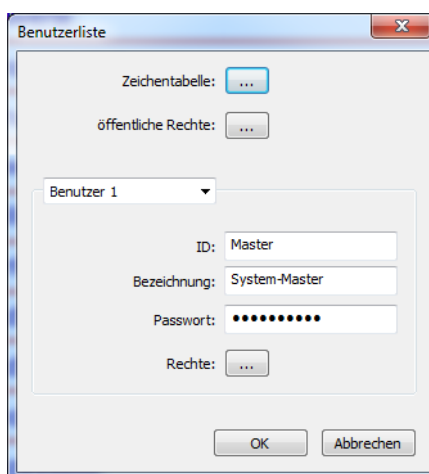 Benutzerliste
Zeichentabelle: ...
öffentliche Rechte: ...
Benutzer 1
ID: Master
Bezeichnung: System-Master
Passwort: ••••••••••
Rechte: ...
OK Abbrechen